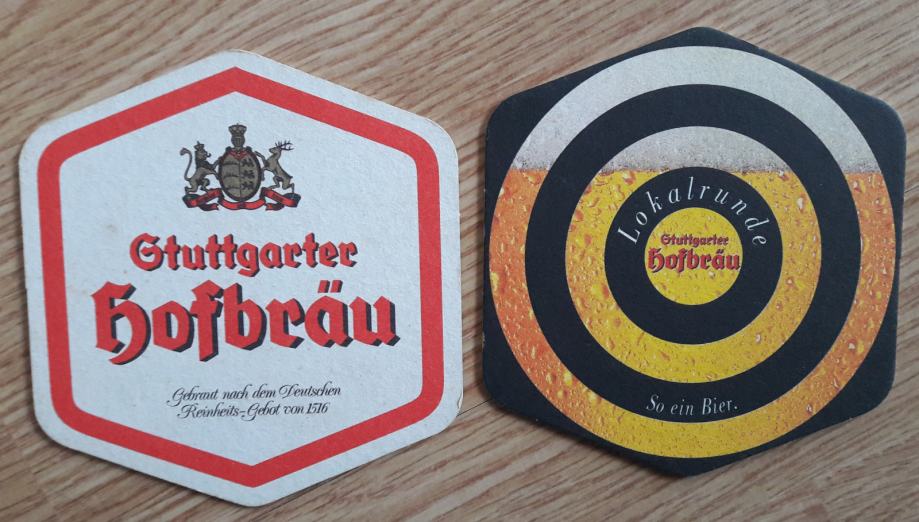 Stuttgarter
Hofbräu
Gebraut nach dem Deutschen
Reinheits-Gebot von 1516
Lokalrunde
Stuttgarter
Hofbräu
So ein Bier.